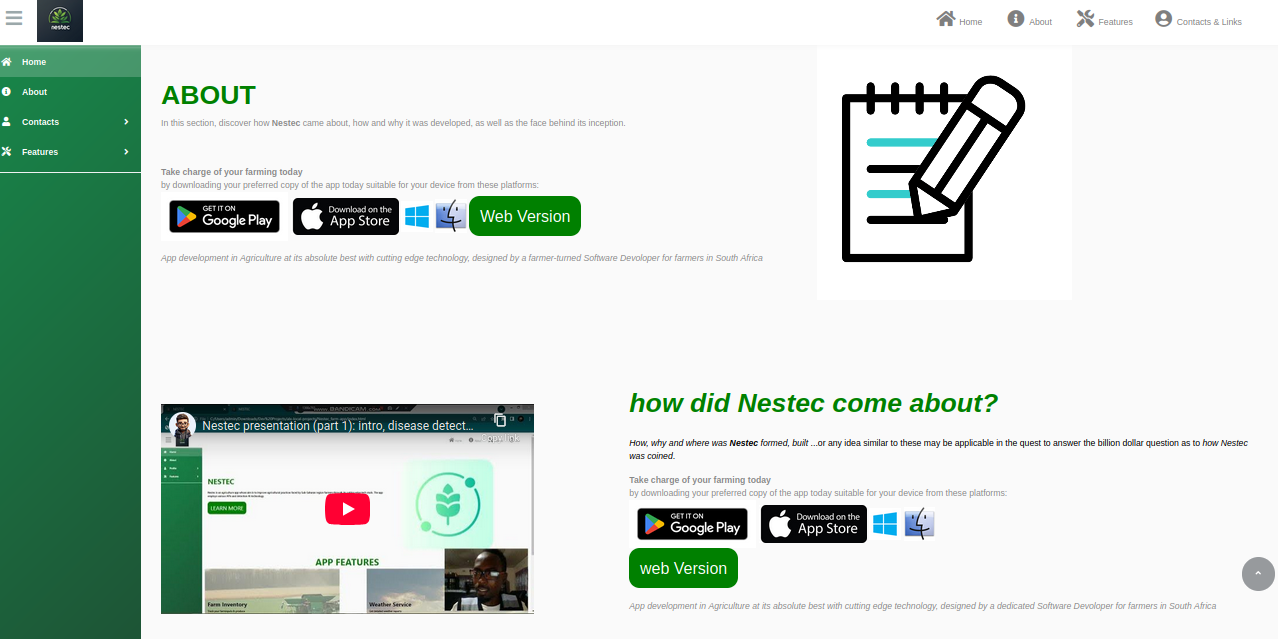 nestec
Home
About
Features
Contacts & Links
Home
About
Contacts
Features
ABOUT
In this section, discover how Nestec came about, how and why it was developed, as well as the face behind its inception.
Take charge of your farming today
by downloading your preferred copy of the app today suitable for your device from these platforms:
GET IT ON
Google Play
Download on the
App Store
Web Version
App development in Agriculture at its absolute best with cutting edge technology, designed by a farmer-turned Software Devoloper for farmers in South Africa
www.BANDICAM.com
Nestec presentation (part 1): intro, disease detect...
Copy link
NESTEC
LEARN MORE
APP FEATURES
Farm Inventory
Weather Service
how did Nestec come about?
How, why and where was Nestec formed, built ...or any idea similar to these may be applicable in the quest to answer the billion dollar question as to how Nestec
was coined.
Take charge of your farming today
by downloading your preferred copy of the app today suitable for your device from these platforms:
GET IT ON
Google Play
Download on the
App Store
web Version
App development in Agriculture at its absolute best with cutting edge technology, designed by a dedicated Software Devoloper for farmers in South Africa